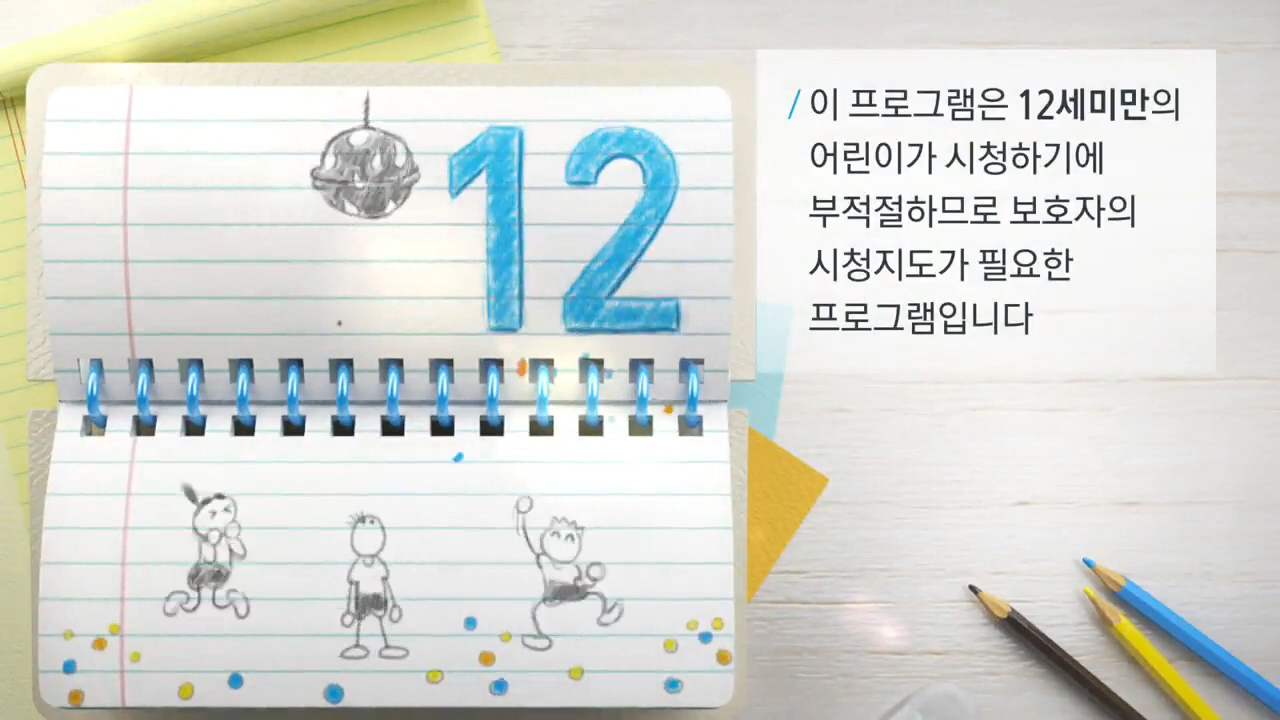 12
/ 이 프로그램은 12세미만의
어린이가 시청하기에
부적절하므로 보호자의
시청지도가 필요한
프로그램입니다